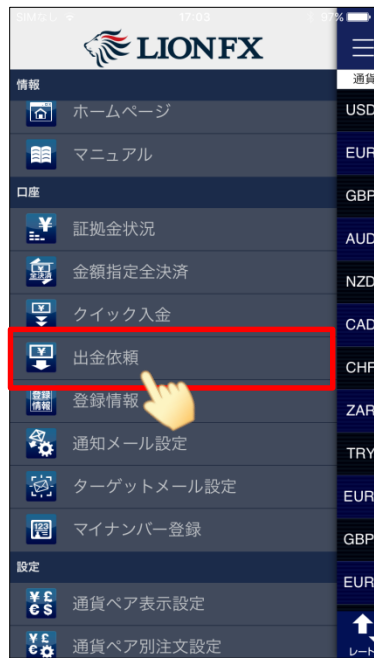 SIMなし 17:03 97%
LION FX
情報
ホームページ
マニュアル
口座
証拠金状況
金額指定全決済
クイック入金
出金依頼
登録情報
通知メール設定
ターゲットメール設定
マイナンバー登録
設定
通貨ペア表示設定
通貨ペア別注文設定
通貨
USD
EUR
GBP
AUD
NZD
CAD
CHF
ZAR
TRY
EUR
GBP
EUR
レート